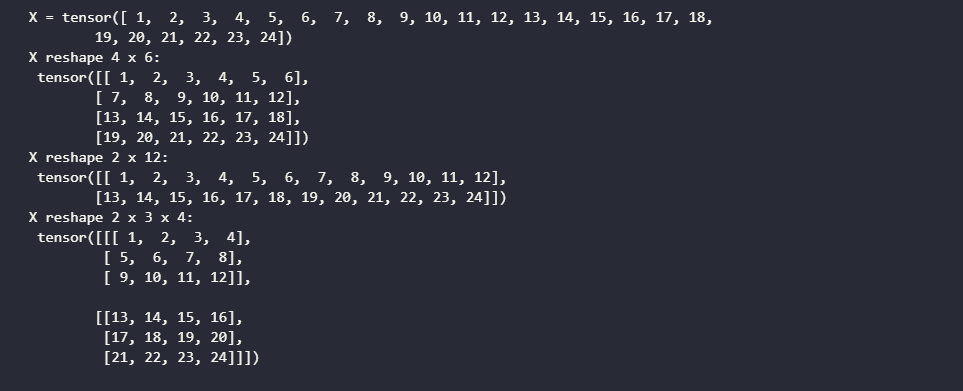 X = tensor([ 1,  2,  3,  4,  5,  6,  7,  8,  9, 10, 11, 12, 13, 14, 15, 16, 17, 18,
        19, 20, 21, 22, 23, 24])
X reshape 4 x 6:
 tensor([[ 1,  2,  3,  4,  5,  6],
        [ 7,  8,  9, 10, 11, 12],
        [13, 14, 15, 16, 17, 18],
        [19, 20, 21, 22, 23, 24]])
X reshape 2 x 12:
 tensor([[ 1,  2,  3,  4,  5,  6,  7,  8,  9, 10, 11, 12],
        [13, 14, 15, 16, 17, 18, 19, 20, 21, 22, 23, 24]])
X reshape 2 x 3 x 4:
 tensor([[[ 1,  2,  3,  4],
         [ 5,  6,  7,  8],
         [ 9, 10, 11, 12]],

        [[13, 14, 15, 16],
         [17, 18, 19, 20],
         [21, 22, 23, 24]]])